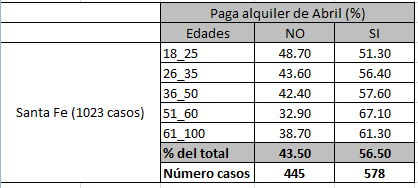 Paga alquiler de Abril (%)
Edades NO SI
Santa Fe (1023 casos)
18_25 48.70 51.30
26_35 43.60 56.40
36_50 42.40 57.60
51_60 32.90 67.10
61_100 38.70 61.30
% del total 43.50 56.50
Número casos 445 578